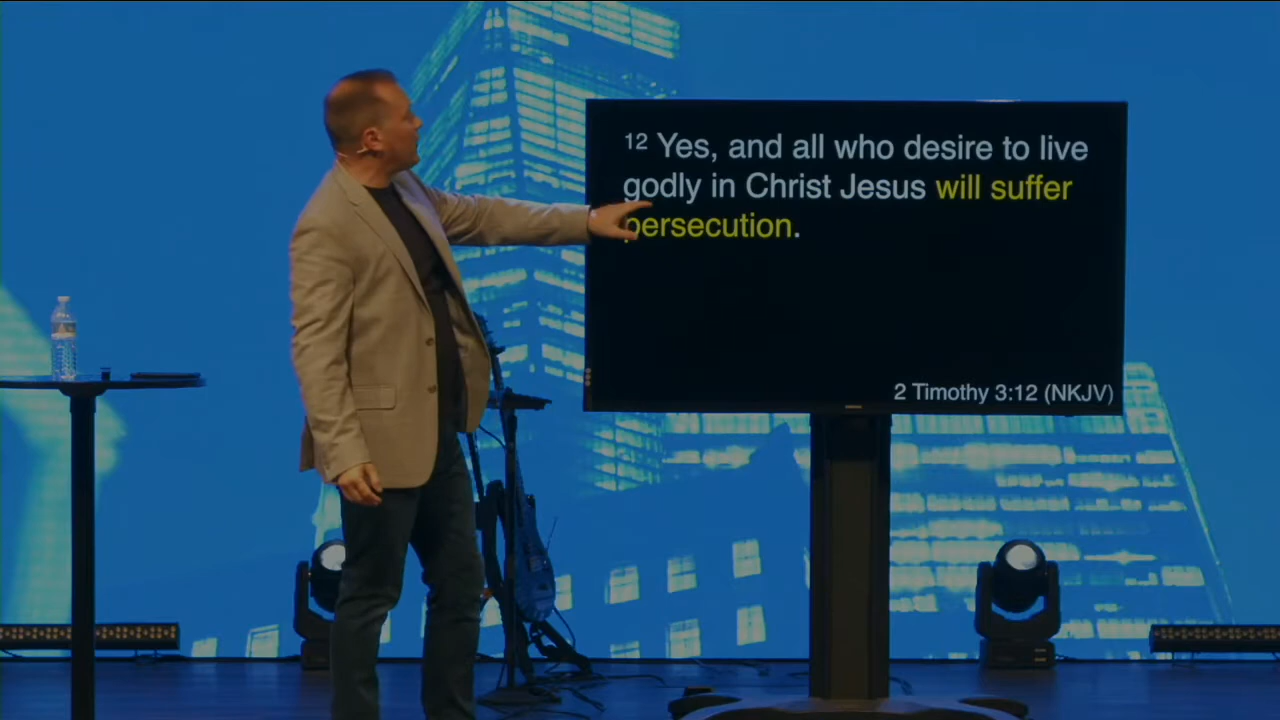 12 Yes, and all who desire to live
godly in Christ Jesus will suffer
persecution.
2 Timothy 3:12 (NKJV)